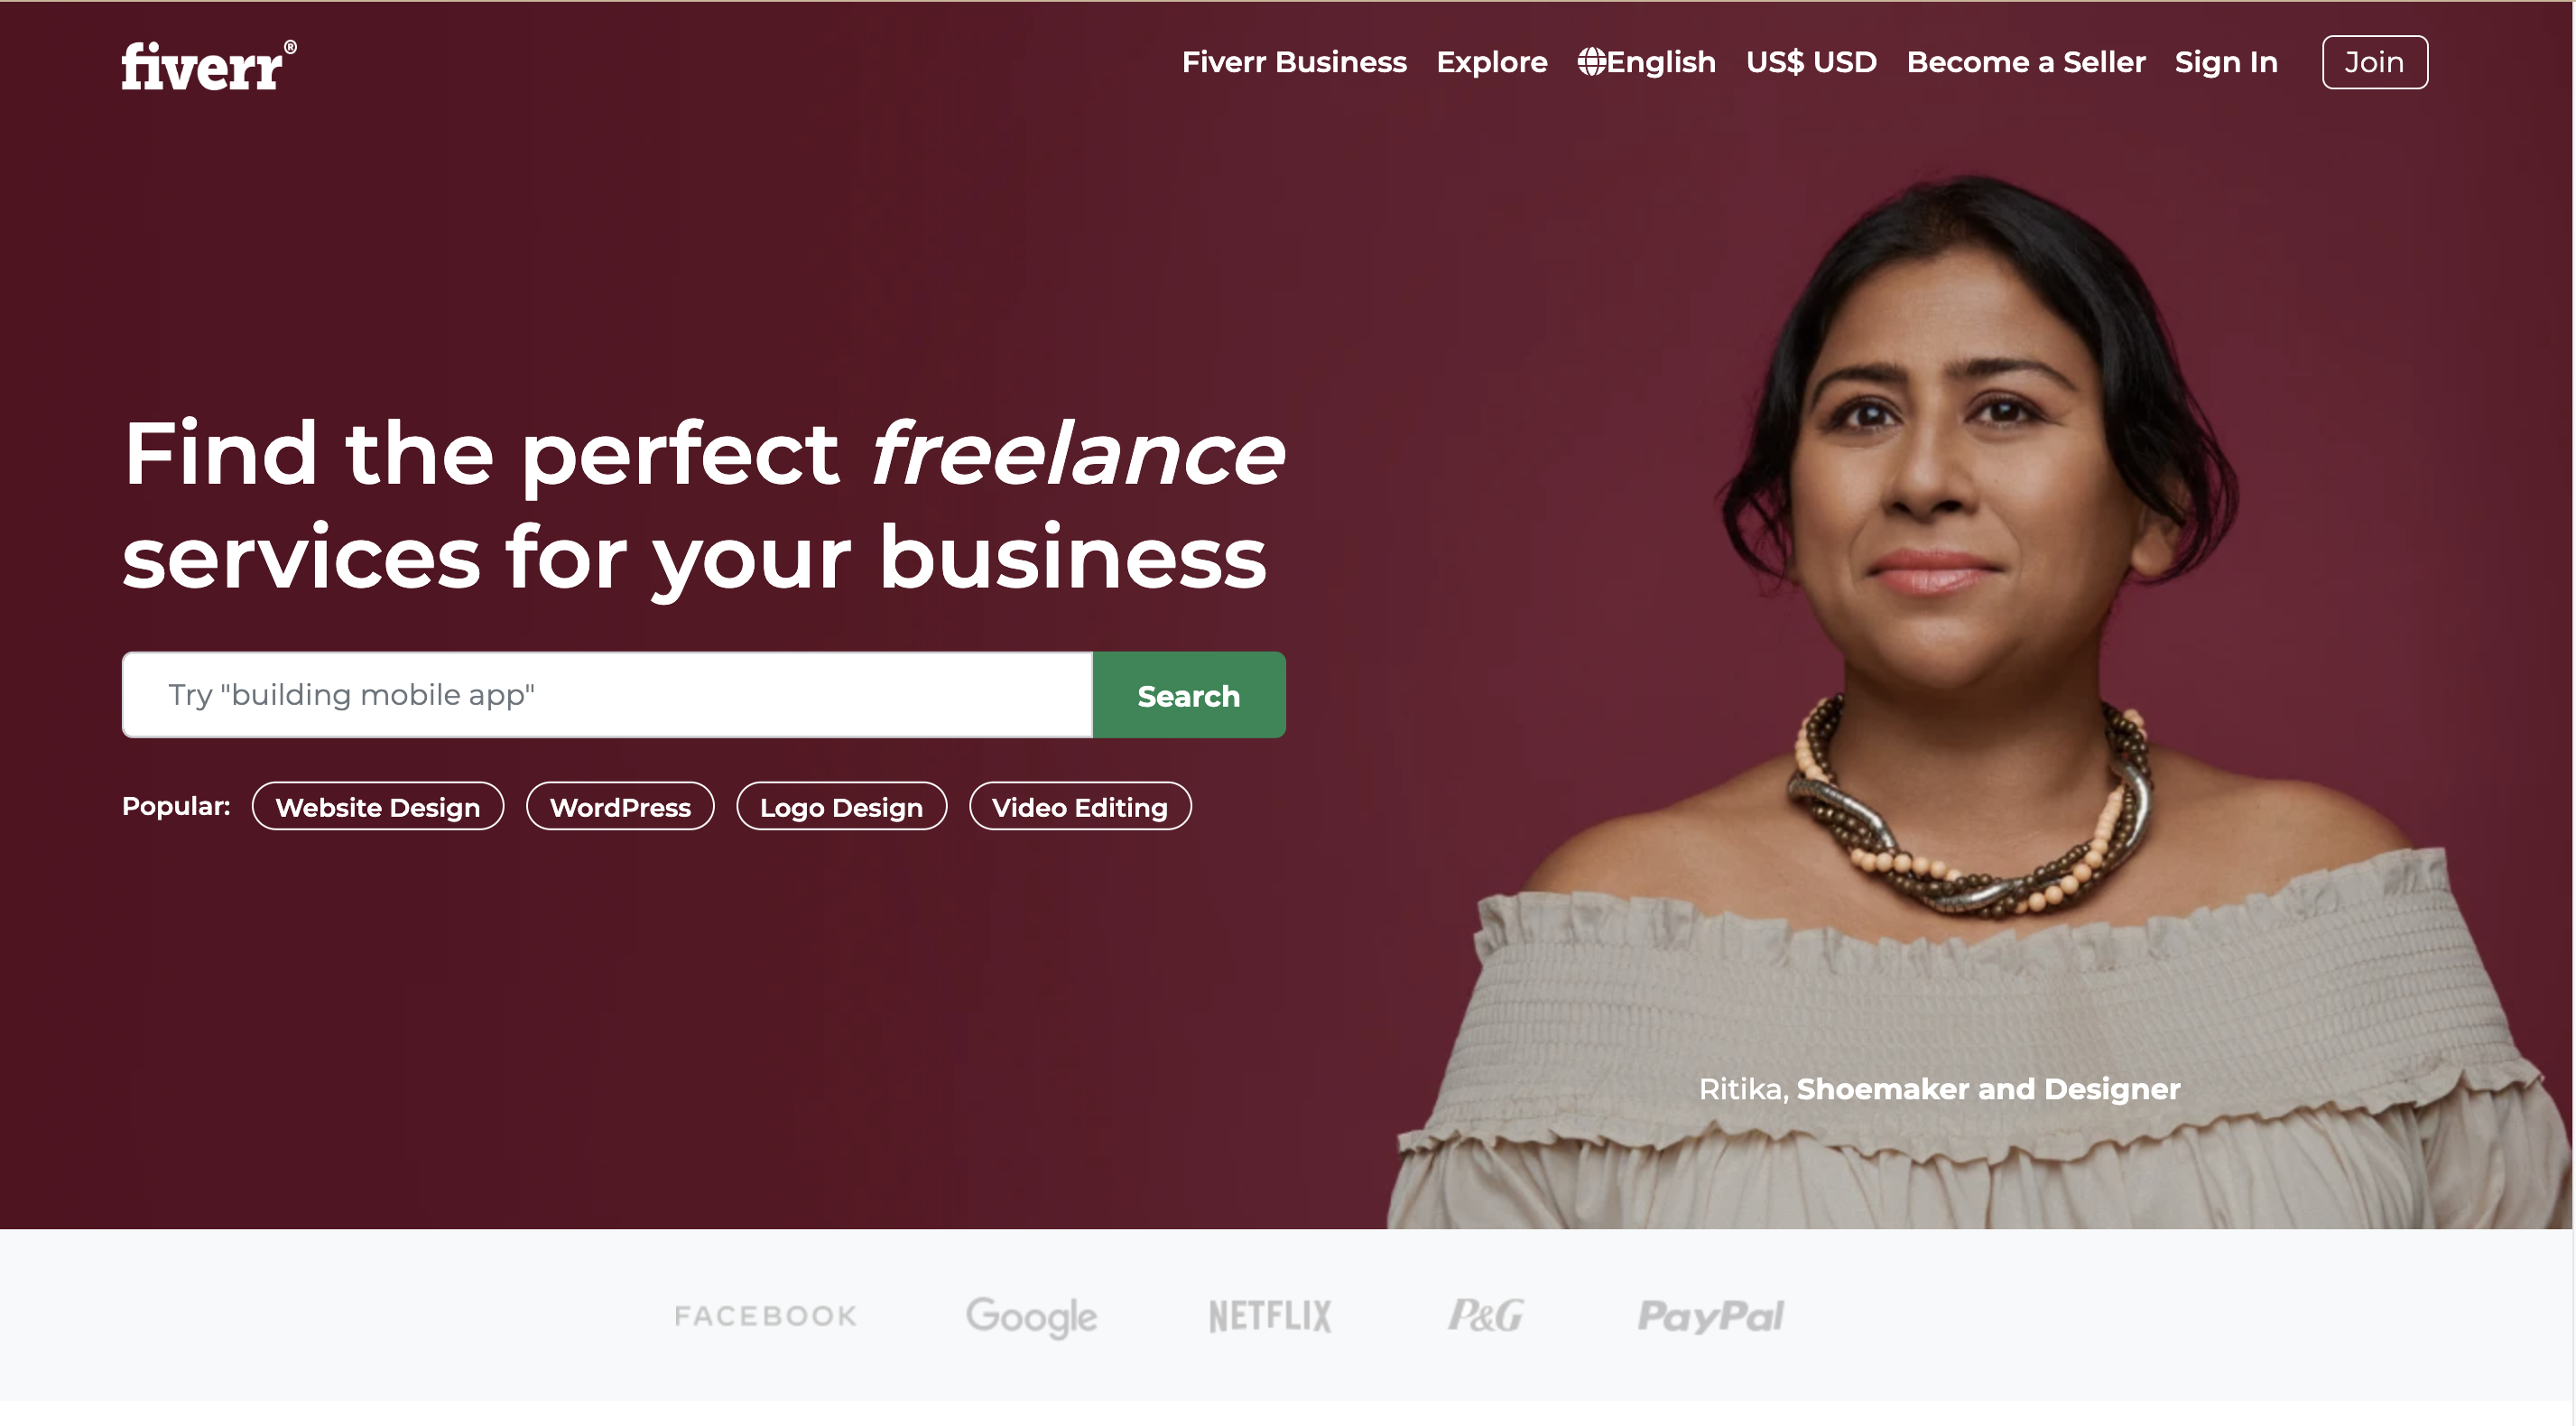 fiverr®
Fiverr Business Explore English US$ USD Become a Seller Sign In Join
Find the perfect freelance
services for your business
Try "building mobile app"
Search
Popular: Website Design WordPress Logo Design Video Editing
Ritika, Shoemaker and Designer
FACEBOOK Google NETFLIX P&G PayPal